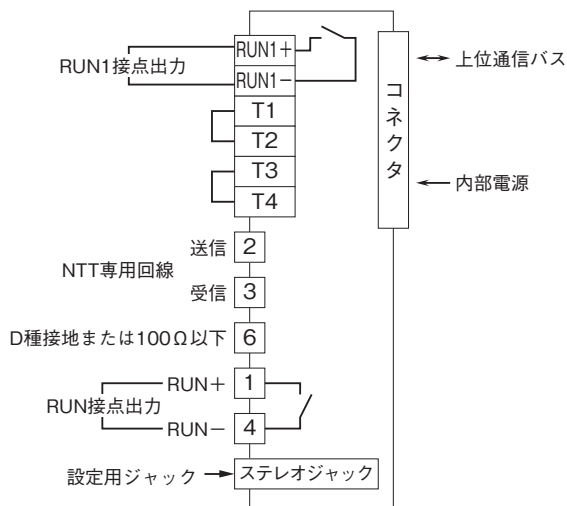 RUN1接点出力
RUN1+
RUN1−
T1
T2
T3
T4
コネクタ
上位通信バス
内部電源
NTT専用回線
送信 2
受信 3
D種接地または100Ω以下 6
RUN接点出力
RUN+ 1
RUN− 4
設定用ジャック ステレオジャック